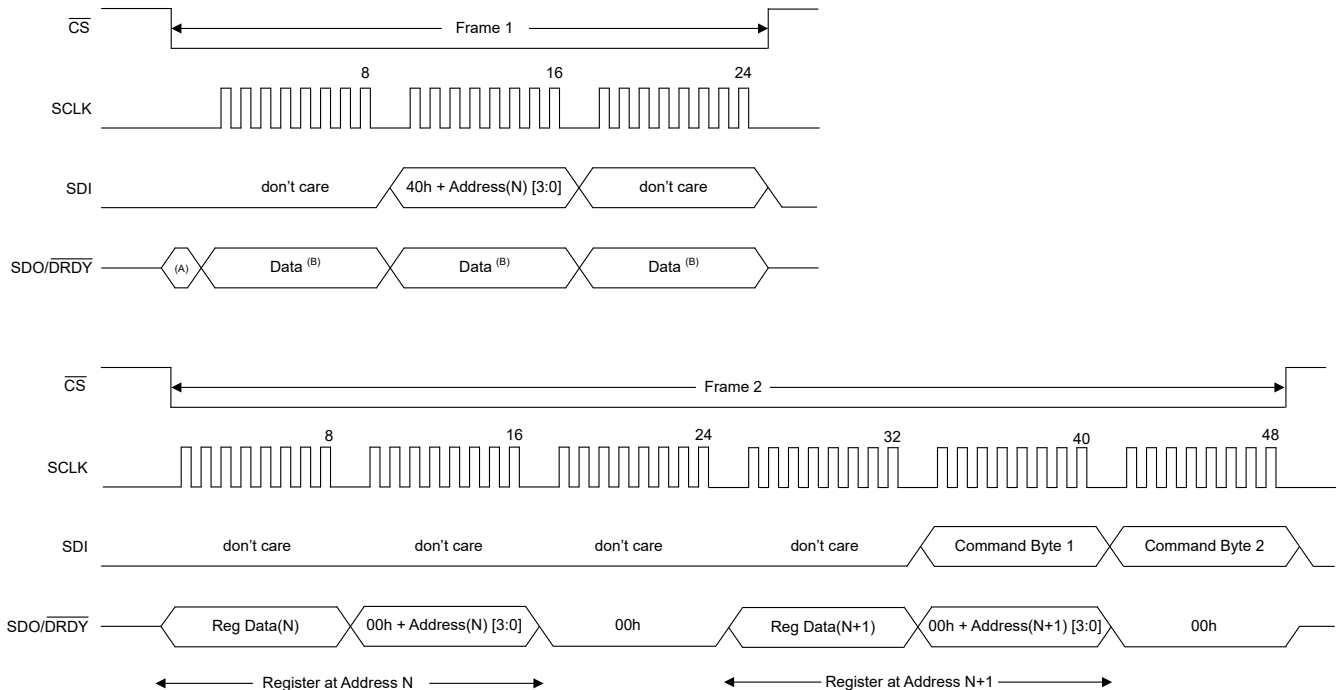 CS
Frame 1
8 16 24
SCLK
SDI don't care 40h + Address(N) [3:0] don't care
SDO/DRDY (A) Data (B) Data (B) Data (B)
CS
Frame 2
8 16 24 32 40 48
SCLK
SDI don't care don't care don't care don't care Command Byte 1 Command Byte 2
SDO/DRDY Reg Data(N) 00h + Address(N) [3:0] 00h Reg Data(N+1) 00h + Address(N+1) [3:0] 00h
Register at Address N Register at Address N+1